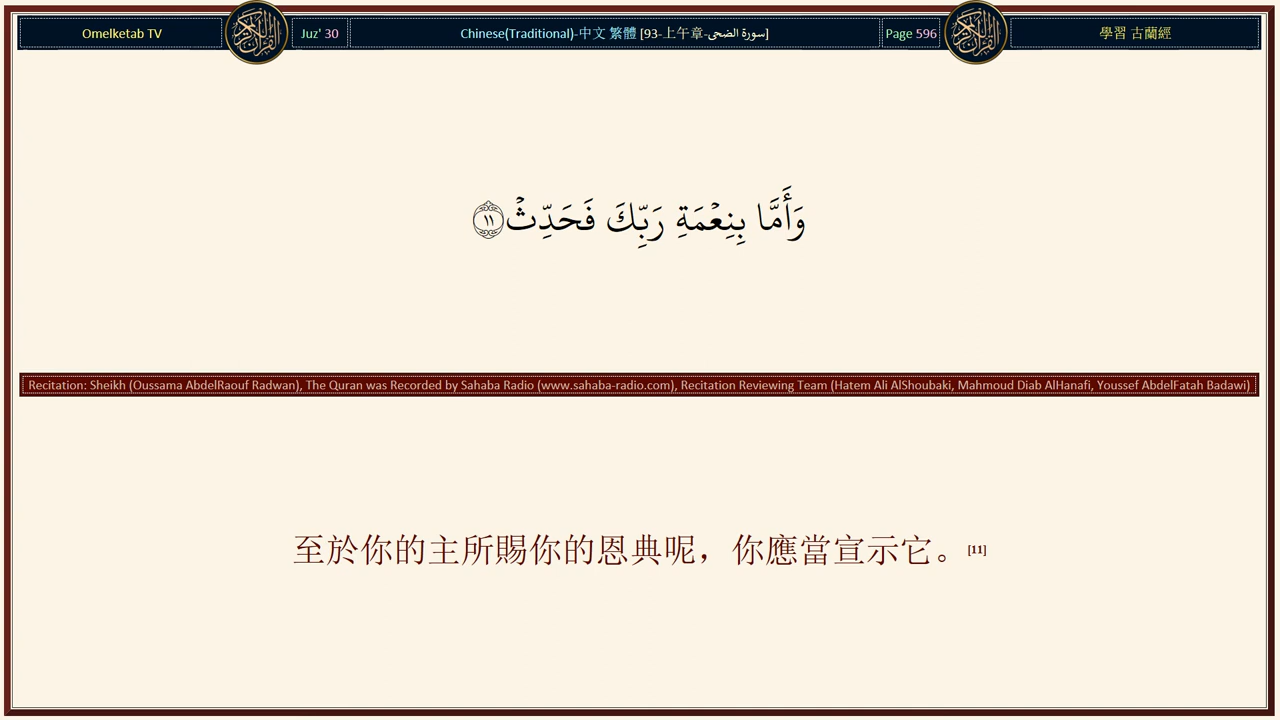 Omelketab TV
Juz' 30
Chinese(Traditional)-中文 繁體 [93-上午章-سورة الضحى]
Page 596
學習 古蘭經
وَأَمَّا بِنِعۡمَةِ رَبِّكَ فَحَدِّثۡ ١١
Recitation: Sheikh (Oussama AbdelRaouf Radwan), The Quran was Recorded by Sahaba Radio (www.sahaba-radio.com), Recitation Reviewing Team (Hatem Ali AlShoubaki, Mahmoud Diab AlHanafi, Youssef AbdelFatah Badawi)
至於你的主所賜你的恩典呢，你應當宣示它。[11]